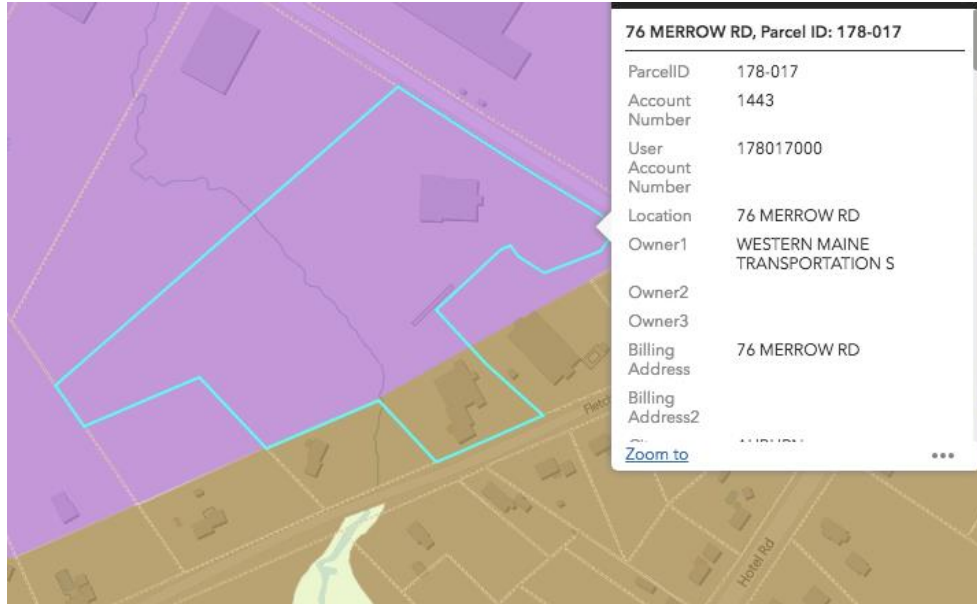 76 MERROW RD, Parcel ID: 178-017
ParcelID 178-017
Account 1443
Number
User 178017000
Account
Number
Location 76 MERROW RD
Owner1 WESTERN MAINE
TRANSPORTATION S
Owner2
Owner3
Billing 76 MERROW RD
Address
Billing
Address2
Zoom to
Hotel Rd